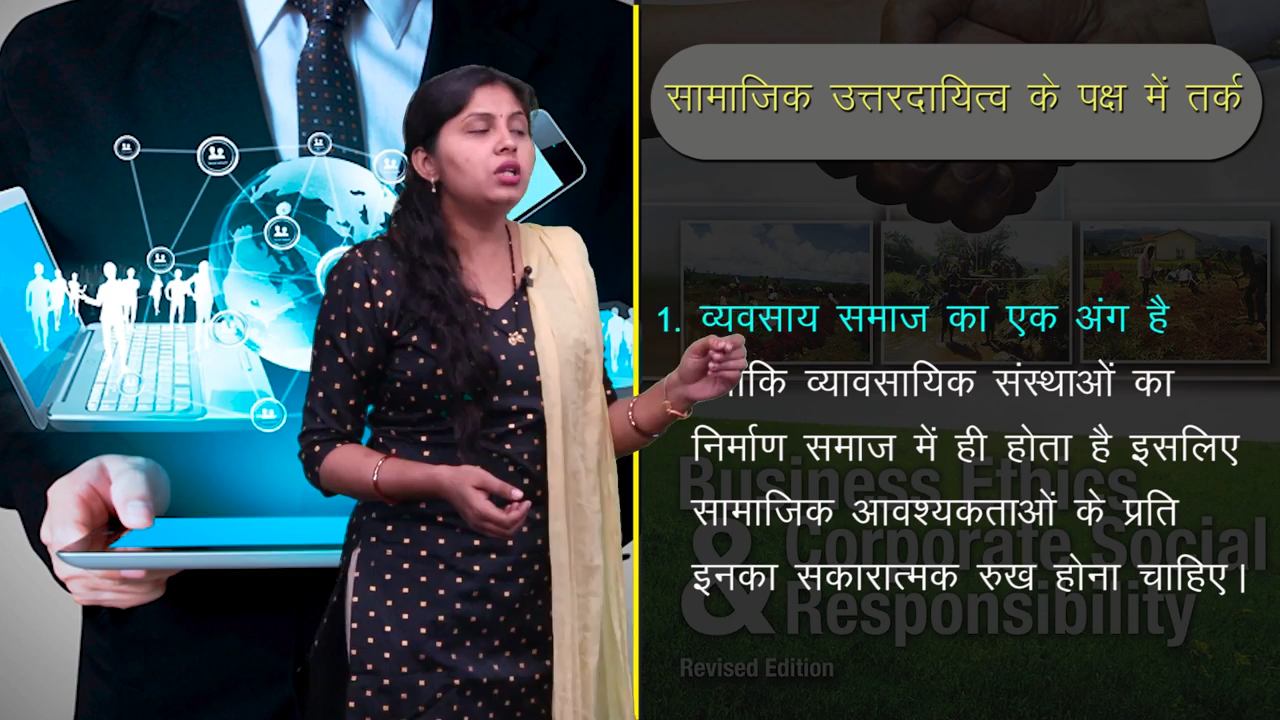 सामाजिक उत्तरदायित्व के पक्ष में तर्क
1. व्यवसाय समाज का एक अंग है
व्यावसायिक संस्थाओं का
निर्माण समाज में ही होता है इसलिए
सामाजिक आवश्यकताओं के प्रति
इनका सकारात्मक रुख होना चाहिए।
Business Ethics
& Corporate Social
Responsibility
Revised Edition